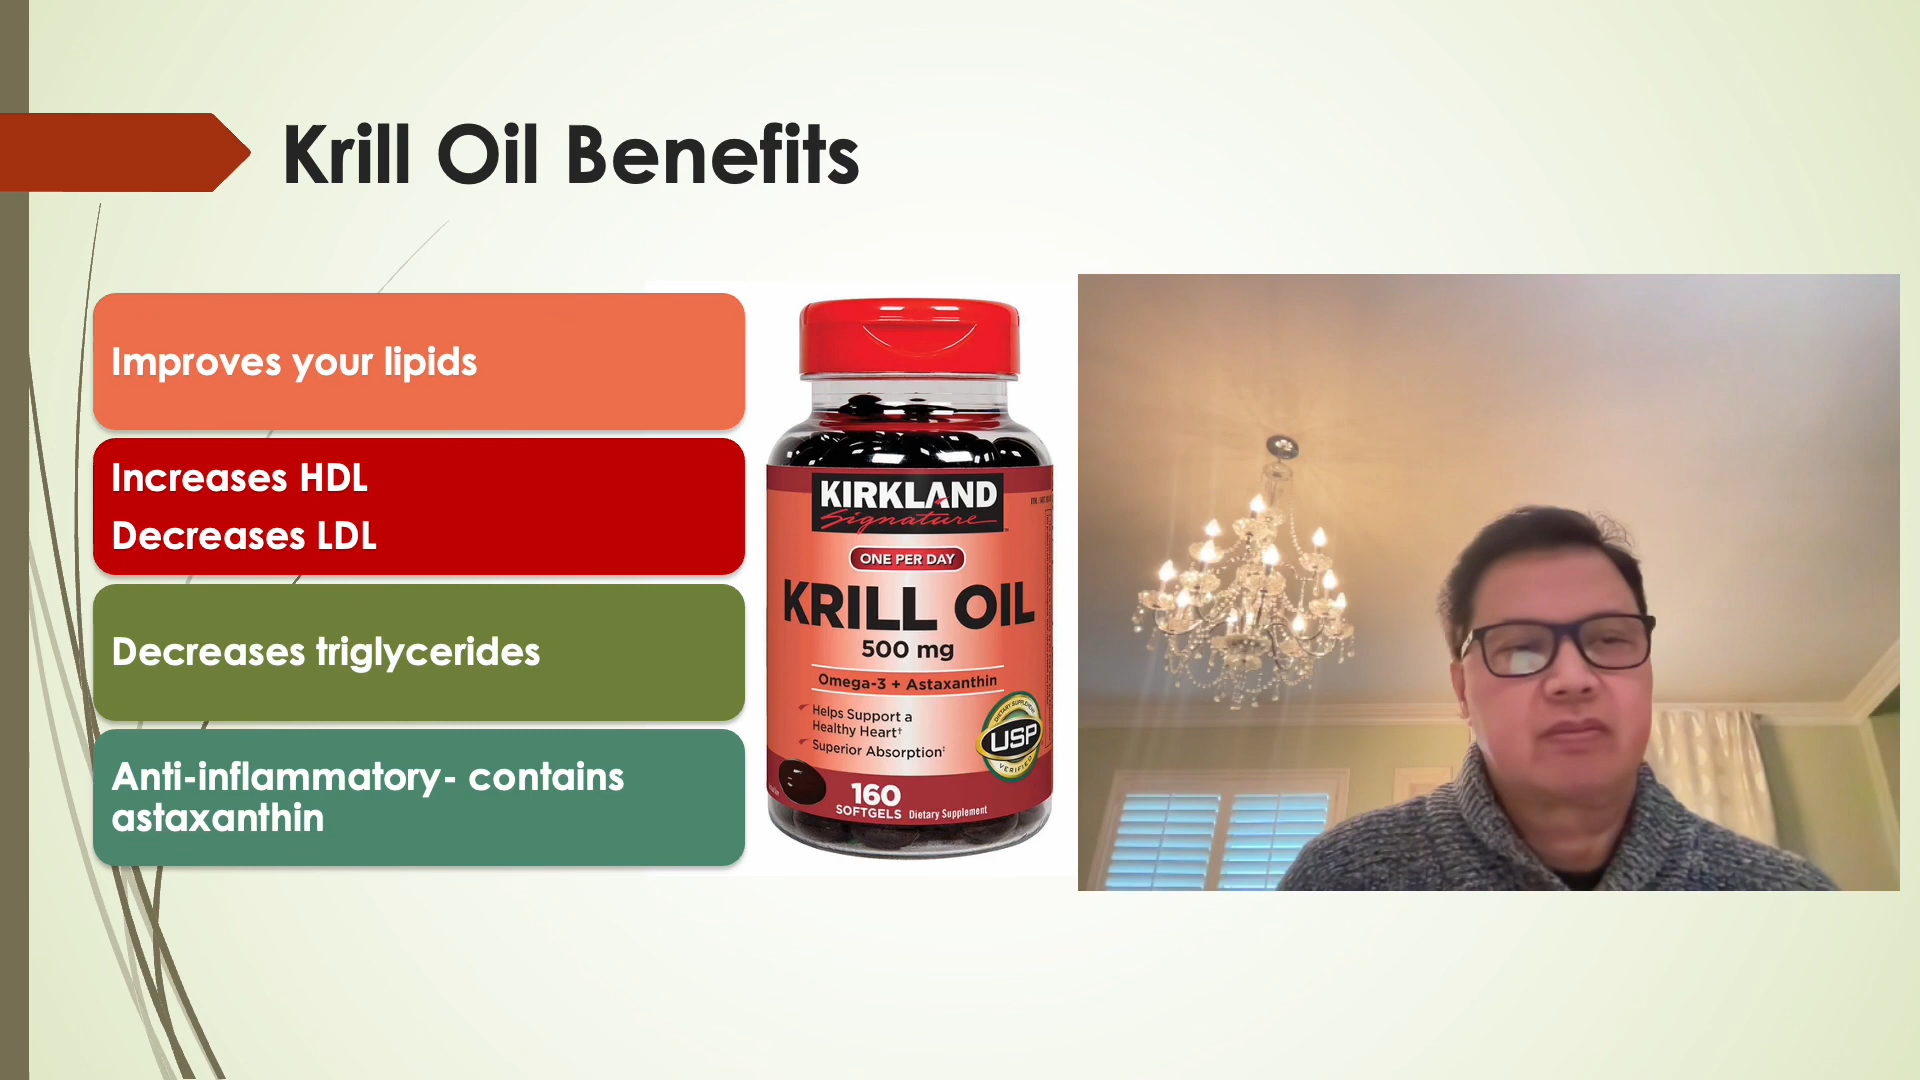 Krill Oil Benefits
Improves your lipids
Increases HDL
Decreases LDL
Decreases triglycerides
Anti-inflammatory- contains
astaxanthin
KIRKLAND
Signature
ONE PER DAY
KRILL OIL
500 mg
Omega-3 + Astaxanthin
Helps Support a
Healthy Heart†
Superior Absorption‡
DIETARY SUPPLEMENT
USP
VERIFIED
160
SOFTGELS Dietary Supplement